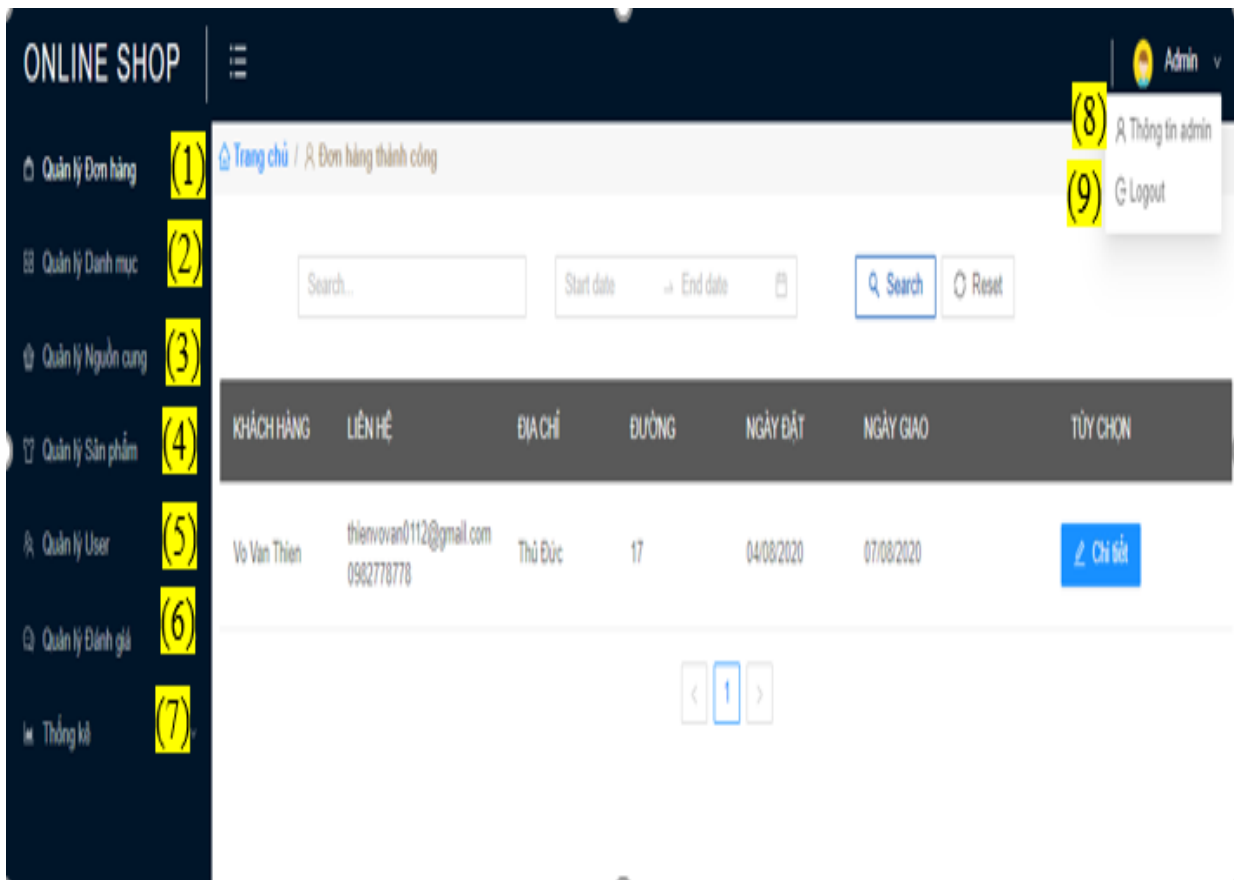 ONLINE SHOP
Admin
(8) Thông tin admin
(9) Logout
Quản lý Đơn hàng (1)
Quản lý Danh mục (2)
Quản lý Nguồn cung (3)
Quản lý Sản phẩm (4)
Quản lý User (5)
Quản lý Đánh giá (6)
Thống kê (7)
Trang chủ / Đơn hàng thành công
Search... Start date → End date Search Reset
KHÁCH HÀNG LIÊN HỆ ĐỊA CHỈ ĐƯỜNG NGÀY ĐẶT NGÀY GIAO TÙY CHỌN
Vo Van Thien thienvovan0112@gmail.com Thủ Đức 17 04/08/2020 07/08/2020 Chi tiết
0982778778
< 1 >